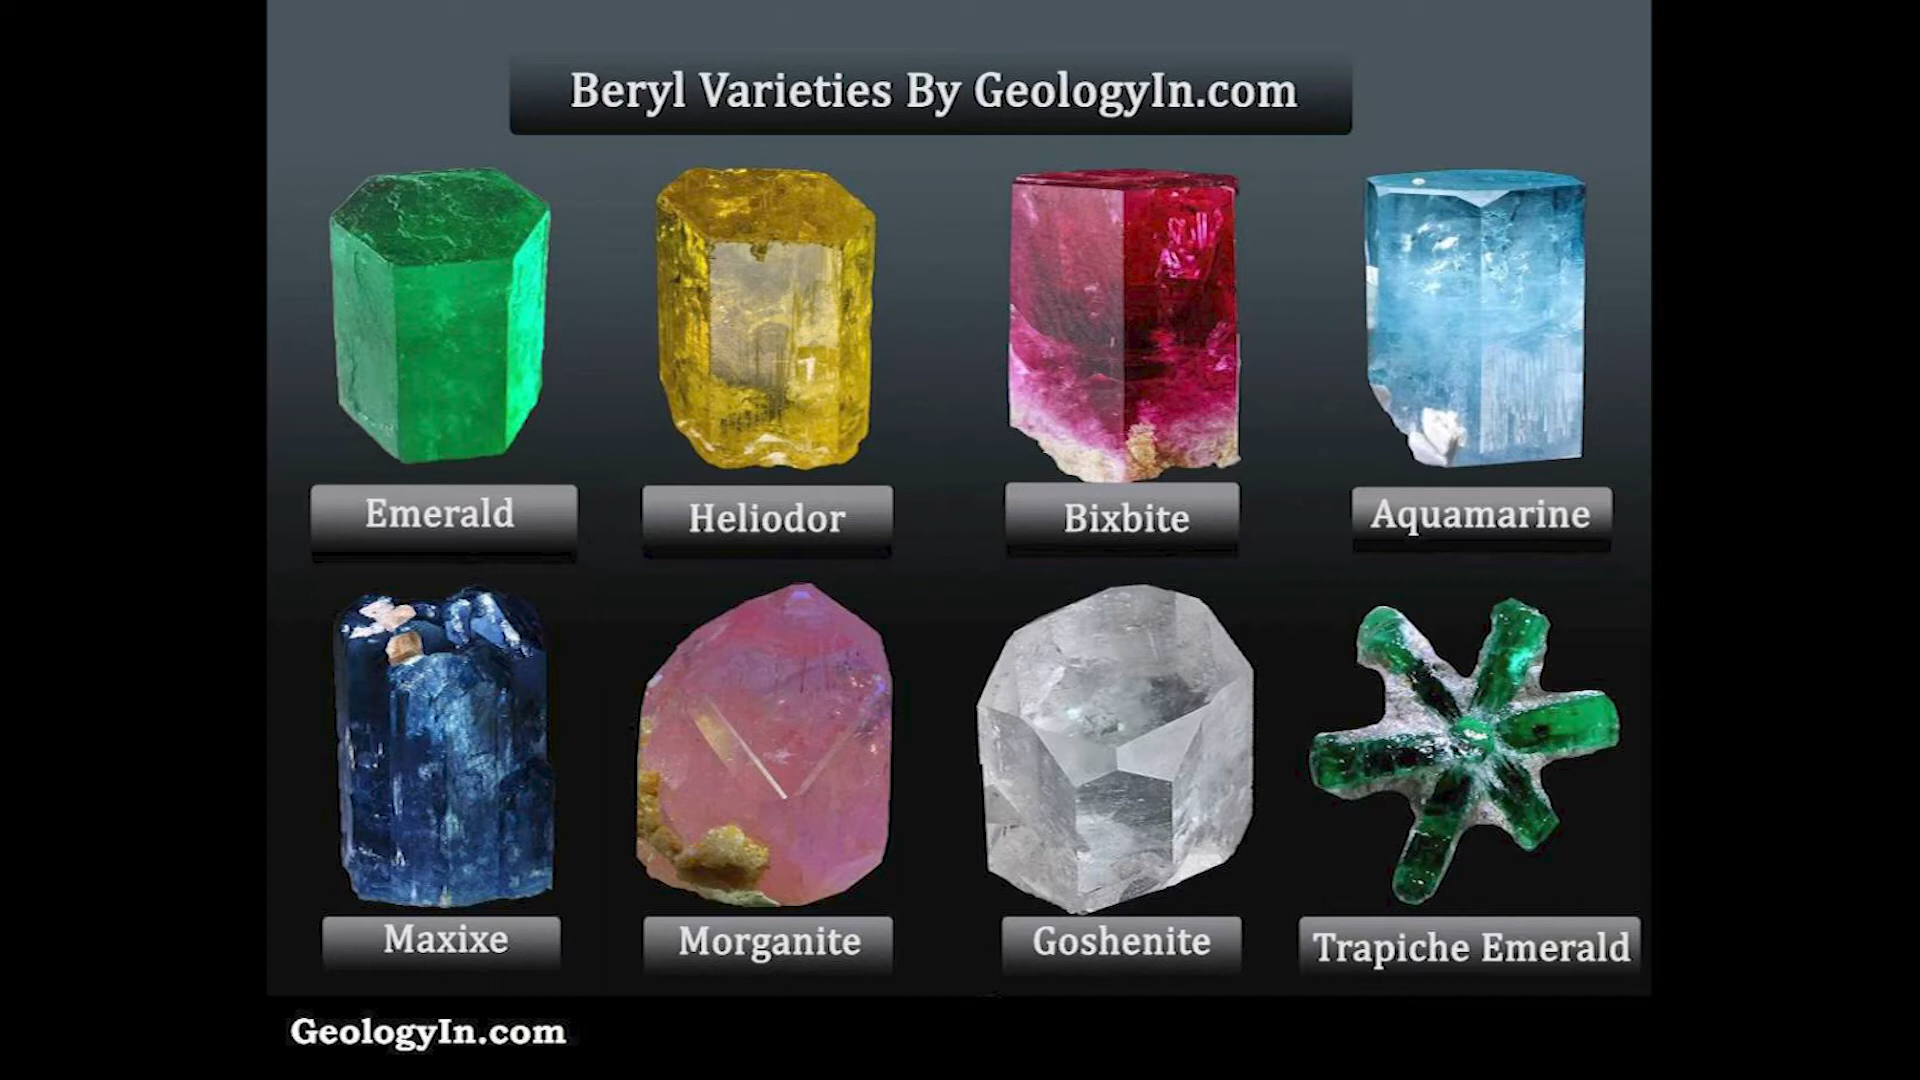 Beryl Varieties By GeologyIn.com
Emerald
Heliodor
Bixbite
Aquamarine
Maxixe
Morganite
Goshenite
Trapiche Emerald
GeologyIn.com